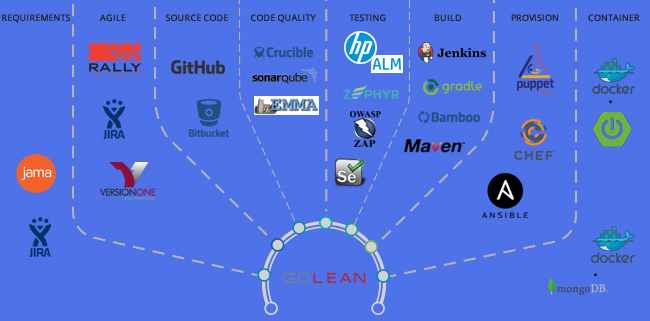 REQUIREMENTS
AGILE
SOURCE CODE
CODE QUALITY
TESTING
BUILD
PROVISION
CONTAINER
jama
JIRA
RALLY
JIRA
VERSIONONE
GitHub
Bitbucket
Crucible
sonarqube
EMMA
hp
ALM
ZEPHYR
OWASP
ZAP
Se
Jenkins
gradle
Bamboo
Maven
puppet
CHEF
ANSIBLE
docker
+
docker
+
mongoDB
GOLEAN